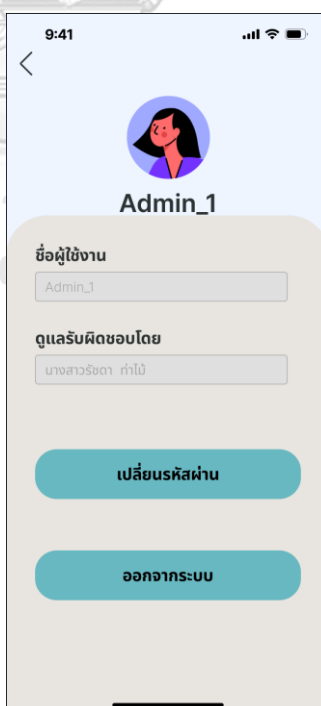 9:41
Admin_1
ชื่อผู้ใช้งาน
Admin_1
ดูแลรับผิดชอบโดย
นางสาวรัชดา ทำไม้
เปลี่ยนรหัสผ่าน
ออกจากระบบ